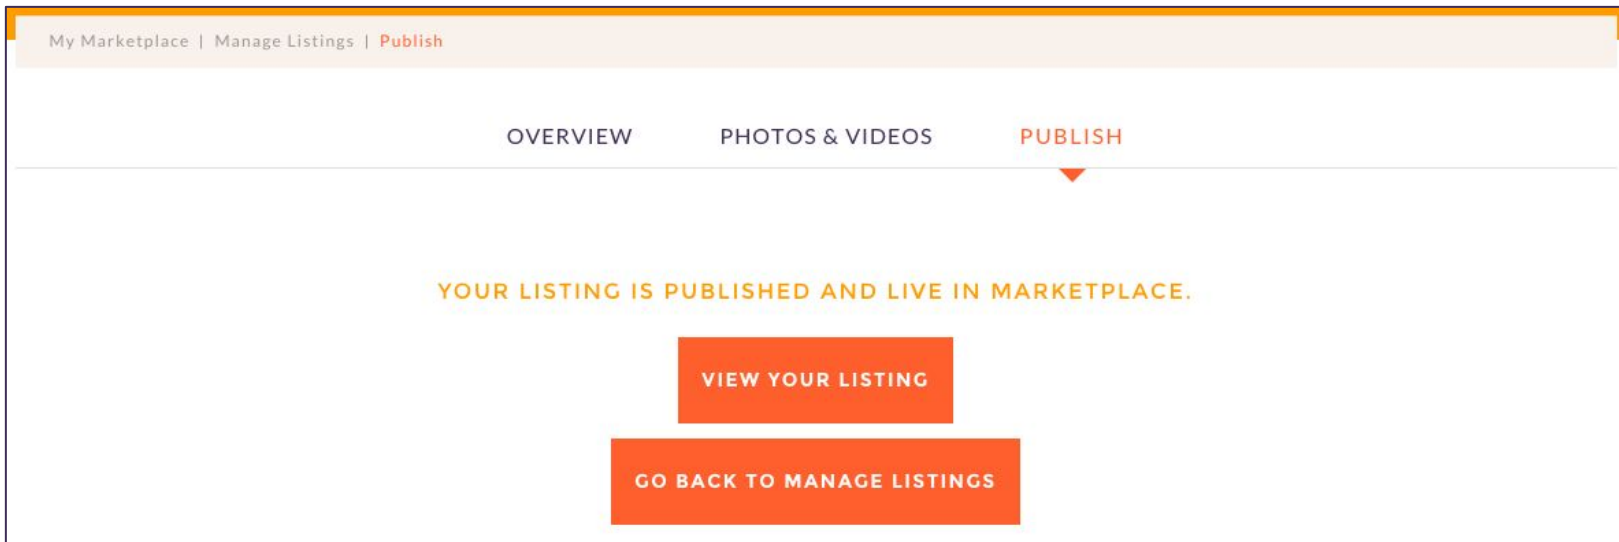 My Marketplace | Manage Listings | Publish
OVERVIEW PHOTOS & VIDEOS PUBLISH
YOUR LISTING IS PUBLISHED AND LIVE IN MARKETPLACE.
VIEW YOUR LISTING
GO BACK TO MANAGE LISTINGS